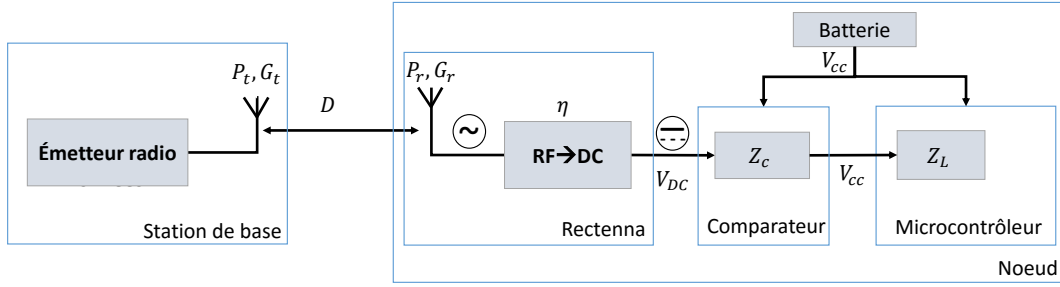 Batterie
V_cc
P_t, G_t
P_r, G_r
D
η
~
Émetteur radio
RF→DC
Z_c
Z_L
V_DC
V_cc
Station de base
Rectenna
Comparateur
Microcontrôleur
Noeud